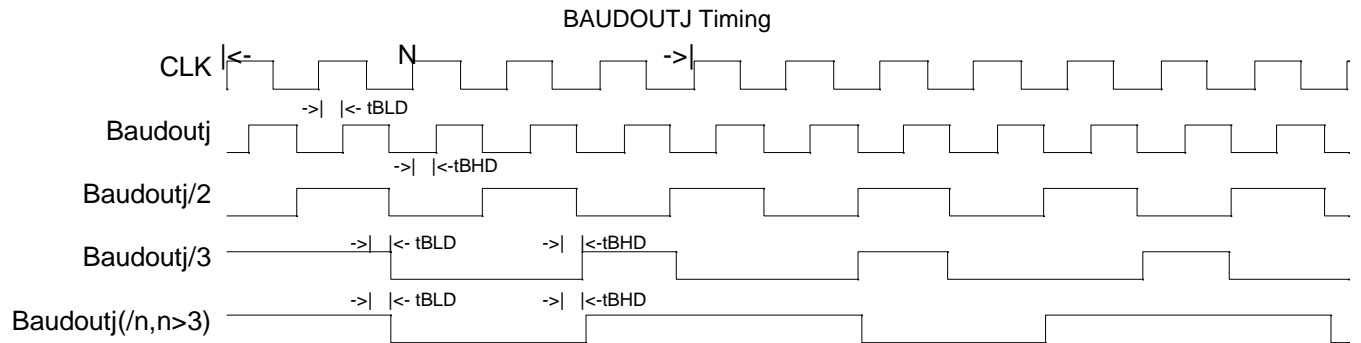 BAUDOUTJ Timing
CLK |<- N ->|
->| |<- tBLD
Baudoutj
->| |<-tBHD
Baudoutj/2
->| |<- tBLD ->| |<-tBHD
Baudoutj/3
->| |<- tBLD ->| |<-tBHD
Baudoutj(/n,n>3)